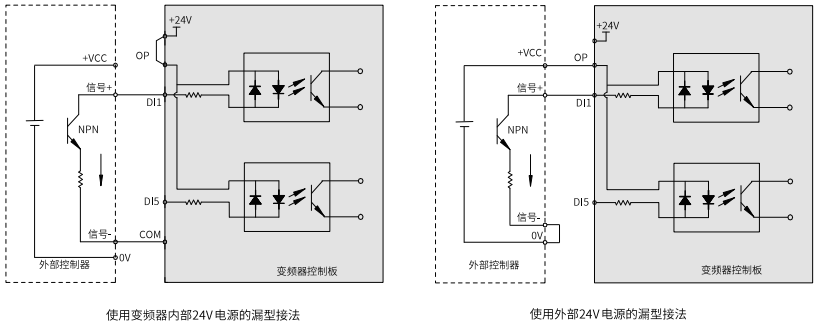 +24V
OP
+VCC
信号+
DI1
NPN
DI5
信号-
COM
0V
外部控制器
变频器控制板
使用变频器内部24V电源的漏型接法
+24V
+VCC
OP
信号+
DI1
NPN
DI5
信号-
0V
外部控制器
变频器控制板
使用外部24V电源的漏型接法